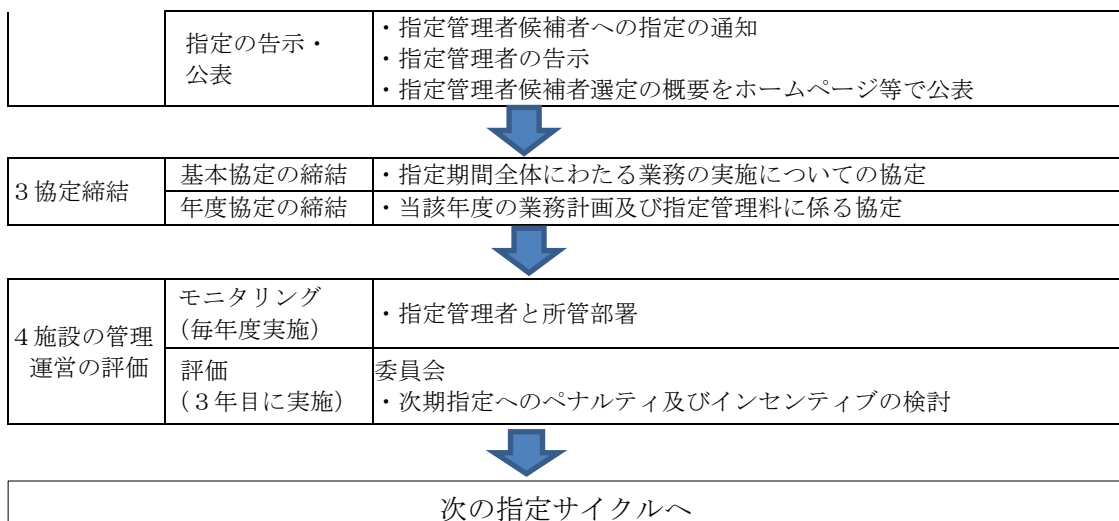 指定の告示・
公表
・指定管理者候補者への指定の通知
・指定管理者の告示
・指定管理者候補者選定の概要をホームページ等で公表
3協定締結
基本協定の締結
・指定期間全体にわたる業務の実施についての協定
年度協定の締結
・当該年度の業務計画及び指定管理料に係る協定
4施設の管理
運営の評価
モニタリング
(毎年度実施)
・指定管理者と所管部署
評価
(3年目に実施)
委員会
・次期指定へのペナルティ及びインセンティブの検討
次の指定サイクルへ